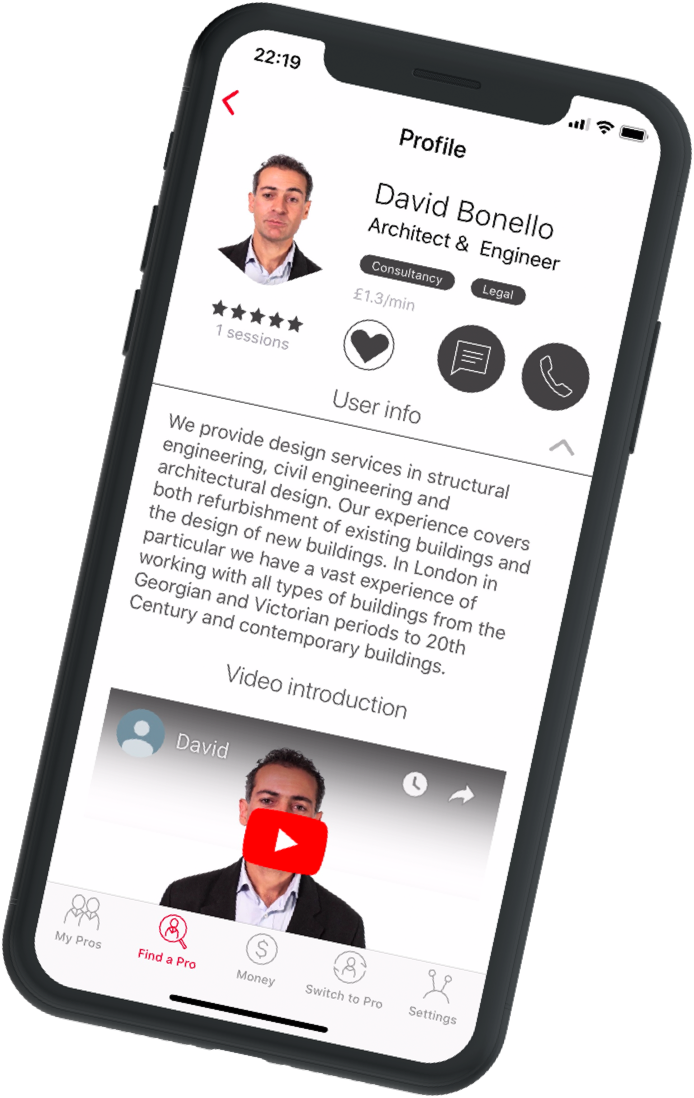 22:19
Profile
David Bonello
Architect & Engineer
Consultancy
Legal
£1.3/min
1 sessions
User info
We provide design services in structural
engineering, civil engineering and
architectural design. Our experience covers
both refurbishment of existing buildings and
the design of new buildings. In London in
particular we have a vast experience of
working with all types of buildings from the
Georgian and Victorian periods to 20th
Century and contemporary buildings.
Video introduction
David
My Pros
Find a Pro
Money
Switch to Pro
Settings